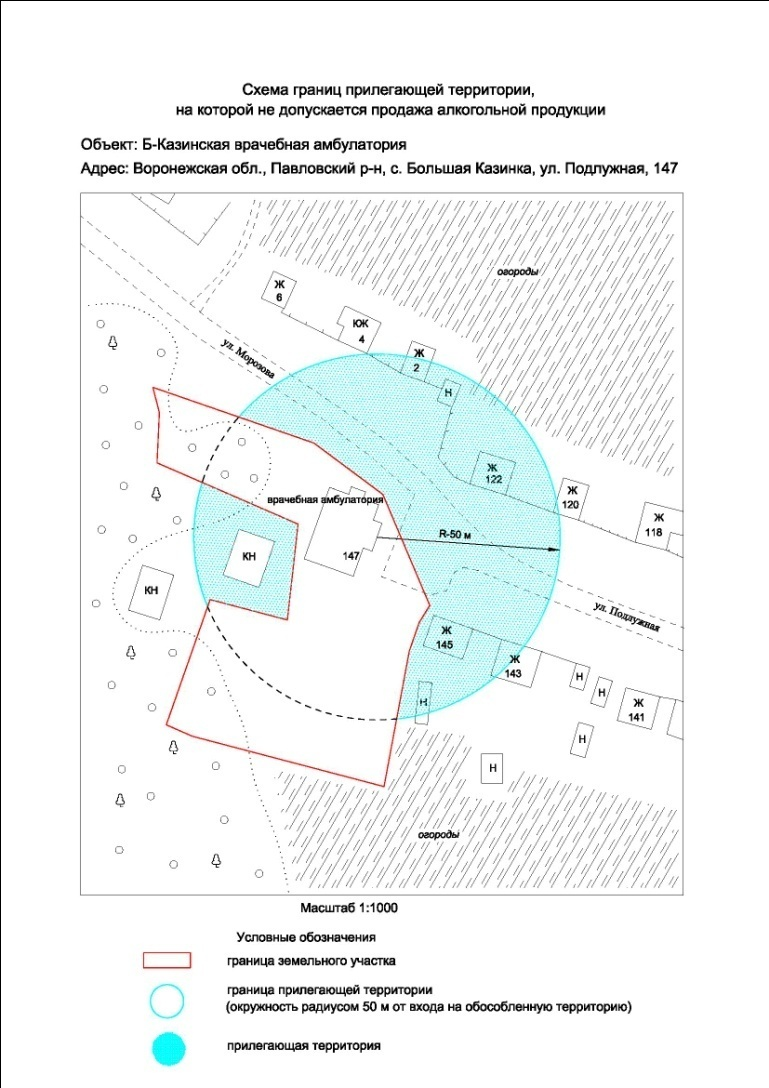 Схема границ прилегающей территории,
на которой не допускается продажа алкогольной продукции
Объект: Б-Казинская врачебная амбулатория
Адрес: Воронежская обл., Павловский р-н, с. Большая Казинка, ул. Подлужная, 147
огороды
Ж
6
КЖ
4
ул. Морозова
Ж
2
Н
Ж
122
Ж
120
Ж
118
врачебная амбулатория
R-50 м
147
КН
КН
ул. Подлужная
Ж
145
Ж
143
Н
Н
Н
Ж
141
Н
Н
огороды
Масштаб 1:1000
Условные обозначения
граница земельного участка
граница прилегающей территории
(окружность радиусом 50 м от входа на обособленную территорию)
прилегающая территория